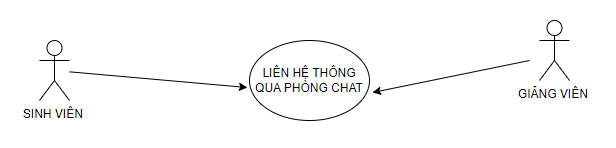 LIÊN HỆ THÔNG
QUA PHÒNG CHAT
SINH VIÊN
GIẢNG VIÊN